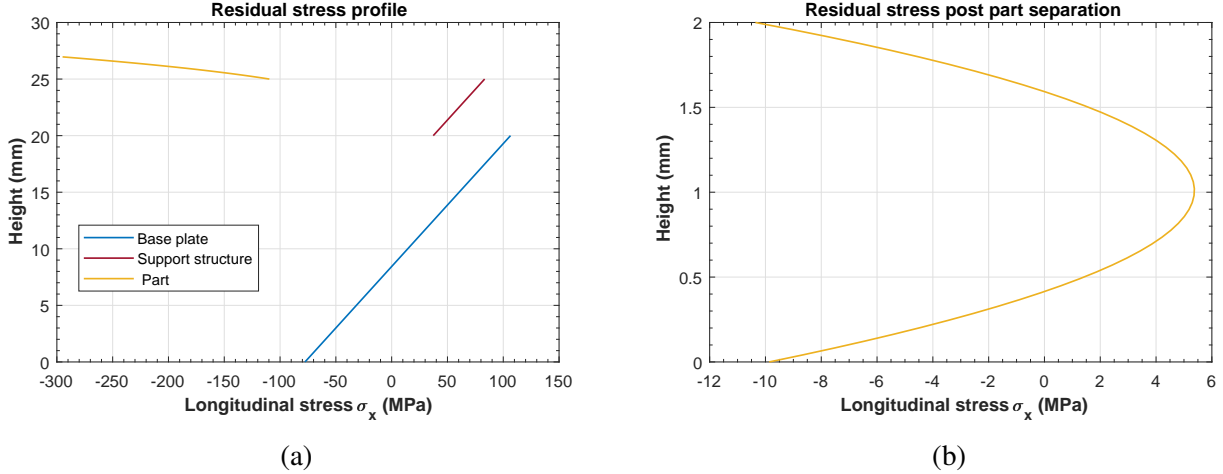 Residual stress profile
30
25
20
15
10
5
0
Height (mm)
Base plate
Support structure
Part
-300 -250 -200 -150 -100 -50 0 50 100 150
Longitudinal stress σx (MPa)
(a)
Residual stress post part separation
2
1.5
1
0.5
0
Height (mm)
-12 -10 -8 -6 -4 -2 0 2 4 6
Longitudinal stress σx (MPa)
(b)